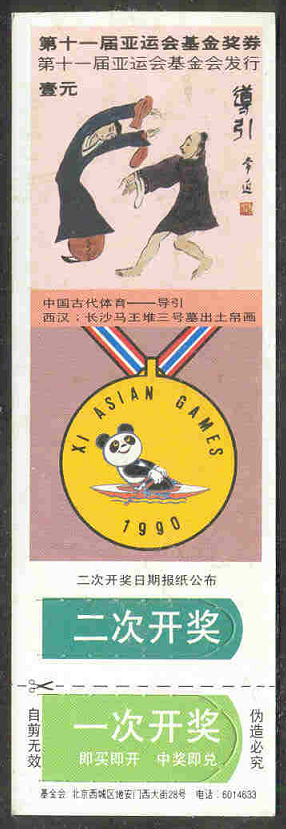 第十一届亚运会基金奖券
第十一届亚运会基金会发行
壹元
導引
中国古代体育——导引
西汉：长沙马王堆三号墓出土帛画
XI ASIAN GAMES
1990
二次开奖日期报纸公布
二次开奖
一次开奖
即买即开 中奖即兑
自剪无效
伪造必究
基金会 北京西城区地安门西大街28号 电话：6014633